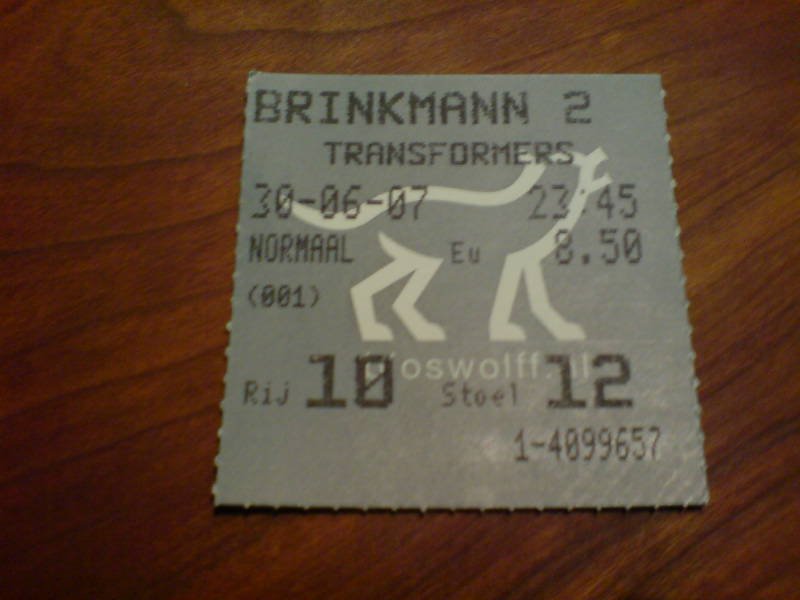 BRINKMANN 2
TRANSFORMERS
30-06-07 23:45
NORMAAL Eu 8.50
(001)
Rij 10 Stoel 12
1-4099657